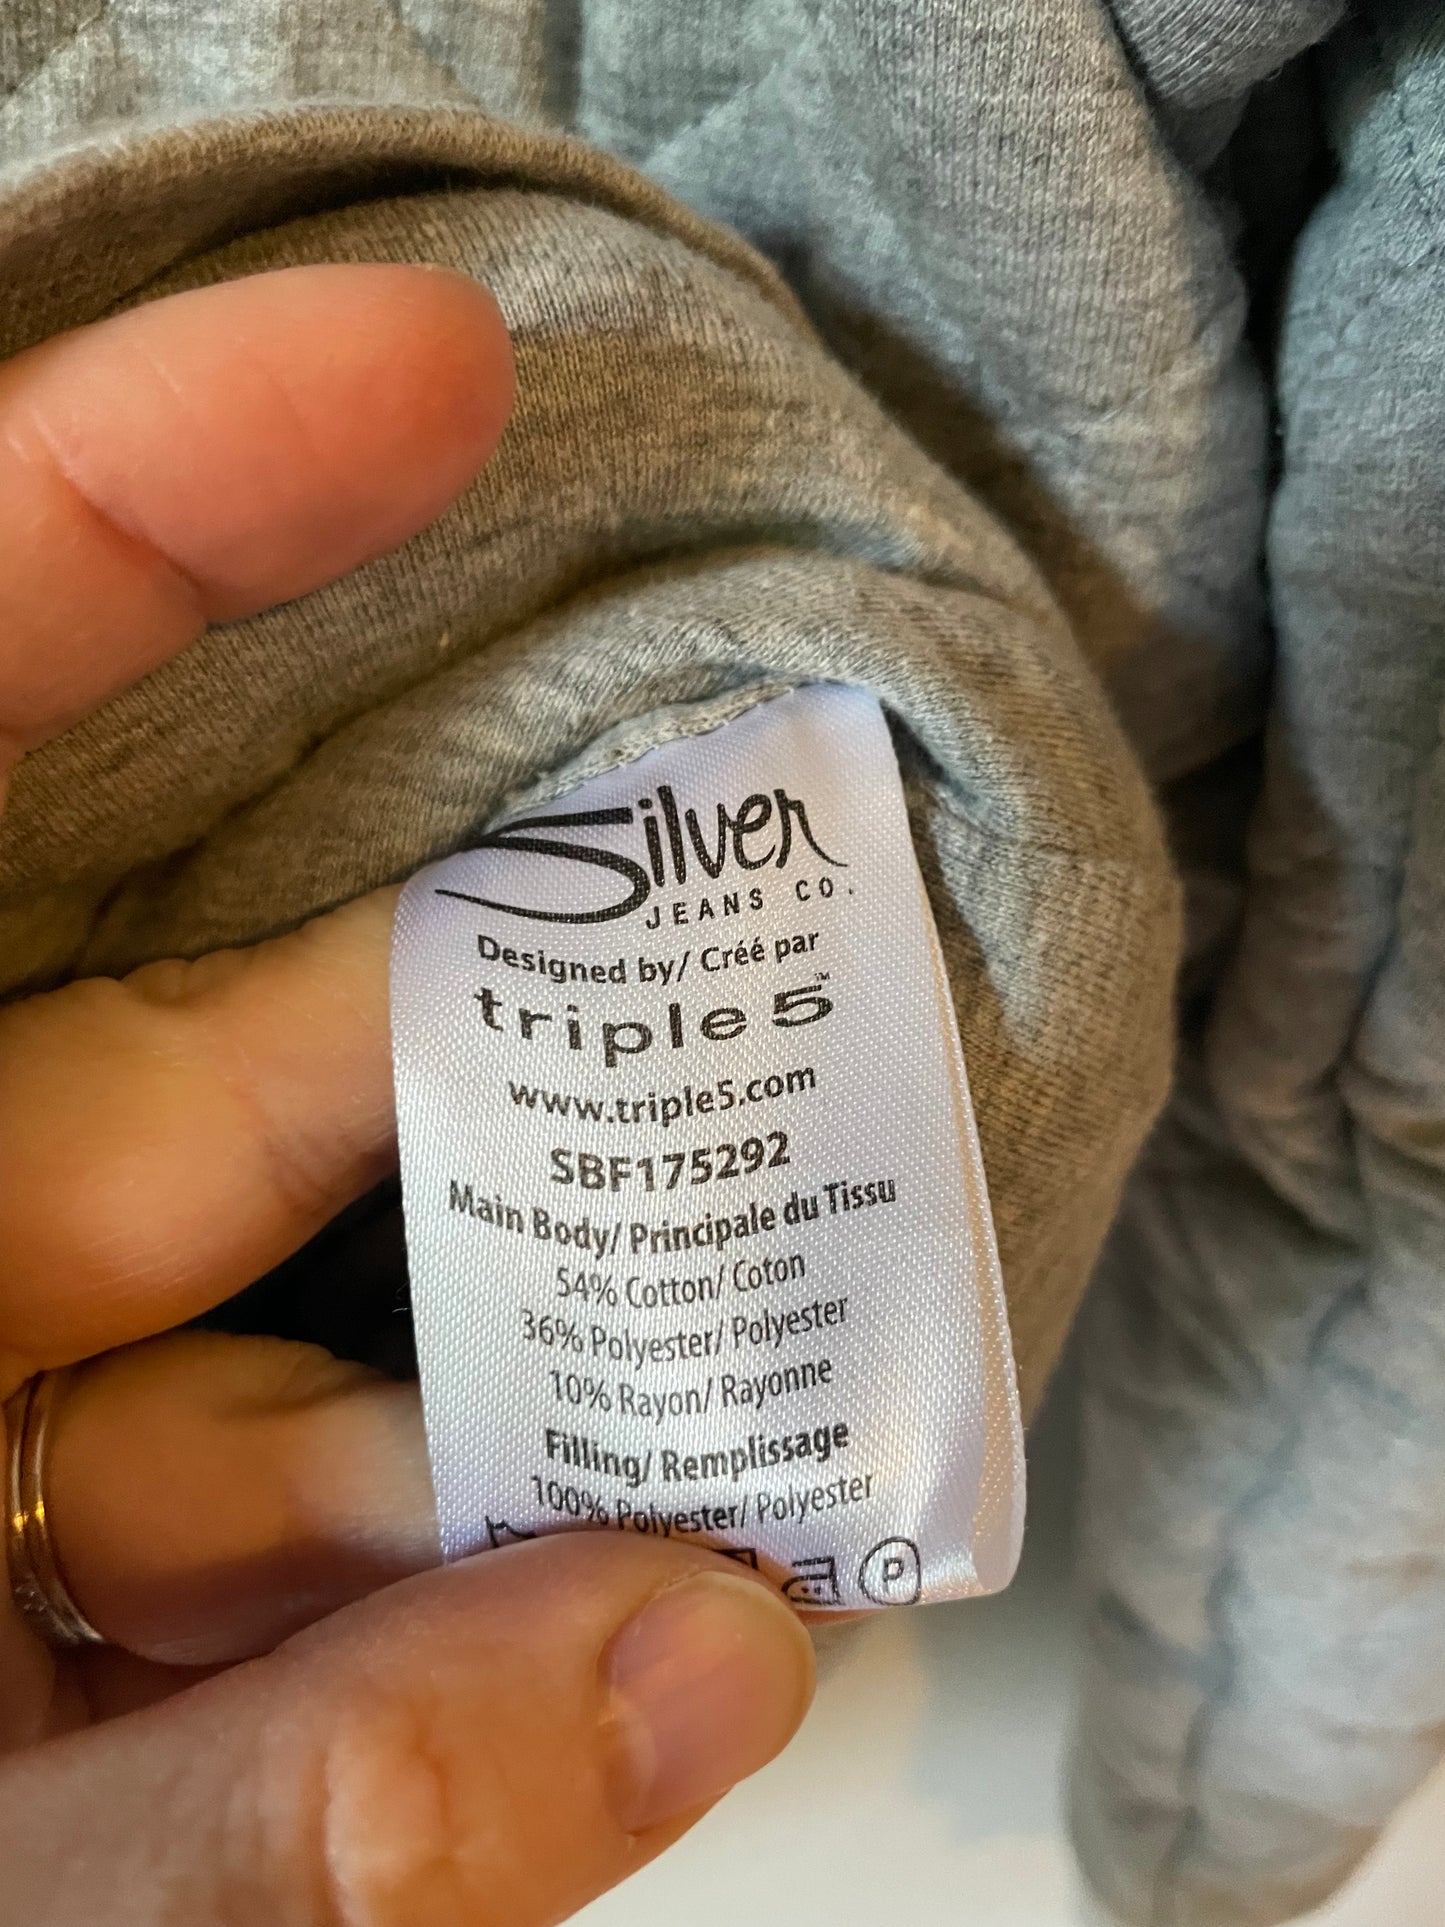 Silver
JEANS CO.
Designed by/ Créé par
triple5™
www.triple5.com
SBF175292
Main Body/ Principale du Tissu
54% Cotton/ Coton
36% Polyester/ Polyester
10% Rayon/ Rayonne
Filling/ Remplissage
100% Polyester/ Polyester
P